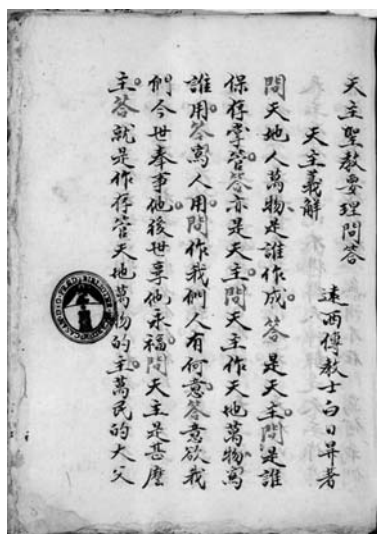 天主聖教要理問答
遠西傳教士白日昇著
天主義解
問天地人萬物是誰作成。答是天主。問是誰
保存掌管。答亦是天主。問天主作天地萬物爲
誰用。答爲人用。問作我們人有何意。答意欲我
們今世奉事他。後世享他永福。問天主是甚麽
主。答就是作存管天地萬物的主。萬民的大父